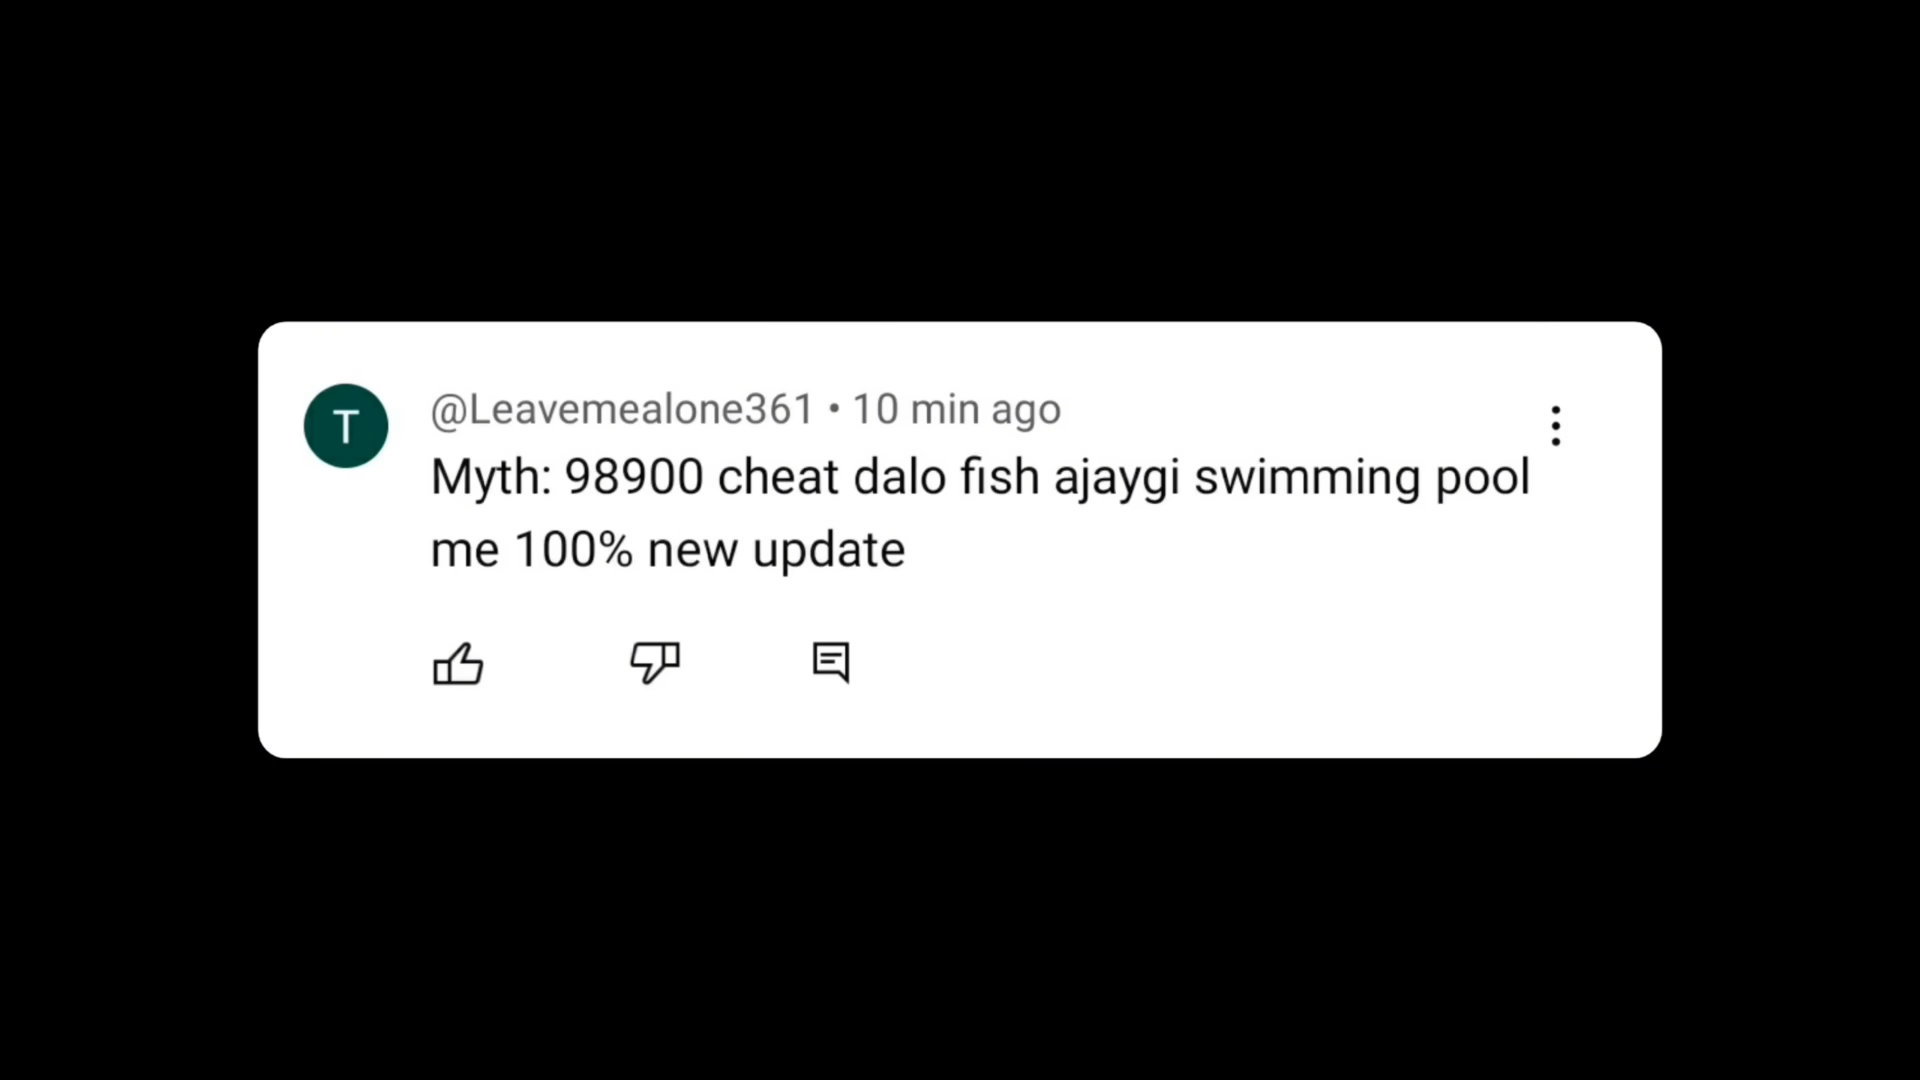 T
@Leavemealone361 • 10 min ago
Myth: 98900 cheat dalo fish ajaygi swimming pool
me 100% new update